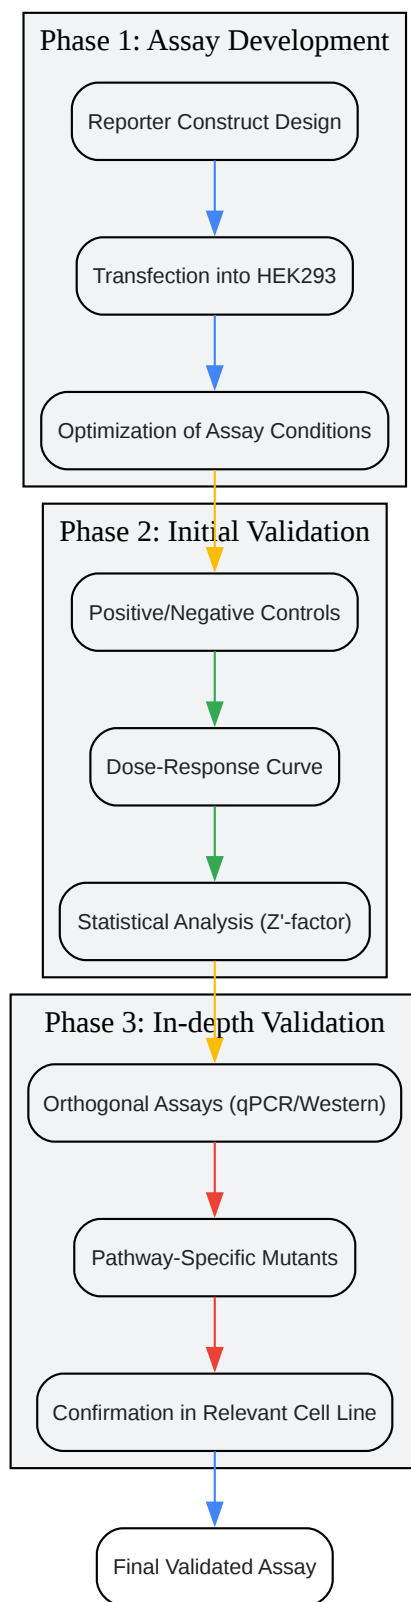 Phase 1: Assay Development
Reporter Construct Design
Transfection into HEK293
Optimization of Assay Conditions
Phase 2: Initial Validation
Positive/Negative Controls
Dose-Response Curve
Statistical Analysis (Z'-factor)
Phase 3: In-depth Validation
Orthogonal Assays (qPCR/Western)
Pathway-Specific Mutants
Confirmation in Relevant Cell Line
Final Validated Assay